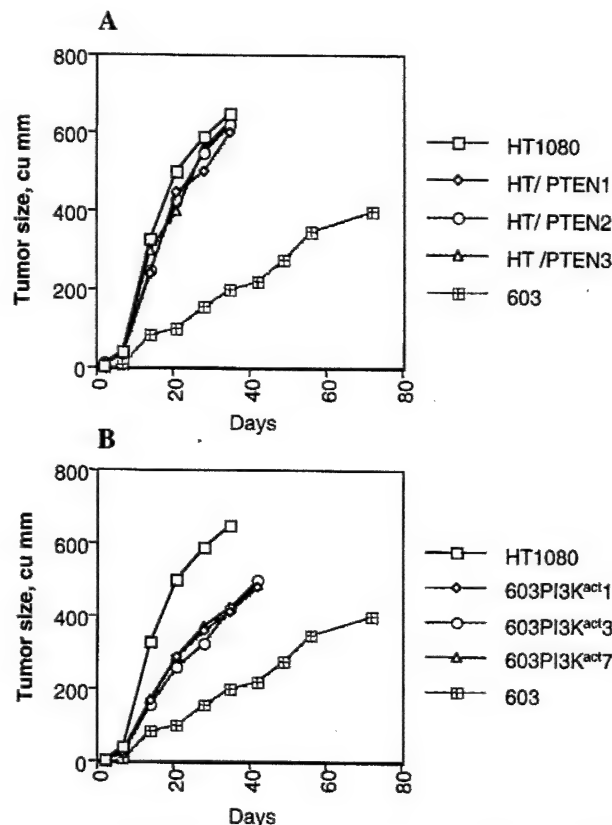 A
Tumor size, cu mm
800
600
400
200
0
0
20
40
60
80
Days
HT1080
HT/ PTEN1
HT/ PTEN2
HT /PTEN3
603
B
Tumor size, cu mm
800
600
400
200
0
0
20
40
60
80
Days
HT1080
603PI3Kact1
603PI3Kact3
603PI3Kact7
603